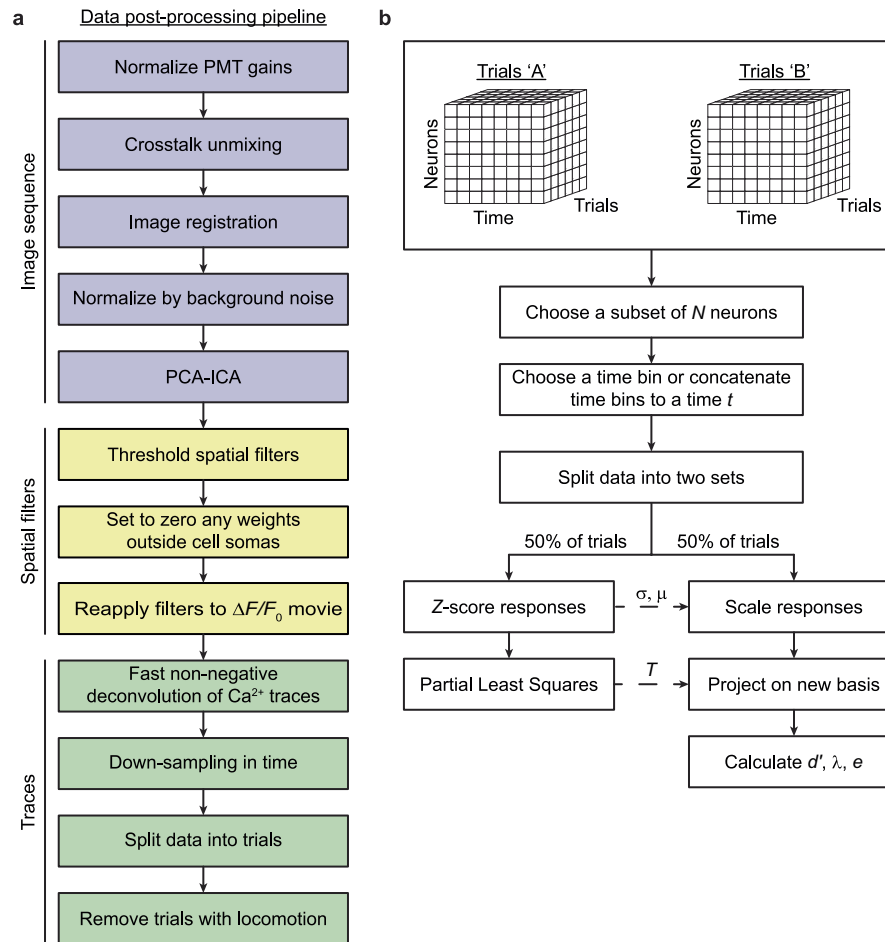 a
Data post-processing pipeline
Image sequence
Normalize PMT gains
Crosstalk unmixing
Image registration
Normalize by background noise
PCA-ICA
Spatial filters
Threshold spatial filters
Set to zero any weights
outside cell somas
Reapply filters to ΔF/F₀ movie
Traces
Fast non-negative
deconvolution of Ca²⁺ traces
Down-sampling in time
Split data into trials
Remove trials with locomotion
b
Trials ‘A’
Neurons
Time
Trials
Trials ‘B’
Neurons
Time
Trials
Choose a subset of N neurons
Choose a time bin or concatenate
time bins to a time t
Split data into two sets
50% of trials
50% of trials
Z-score responses
σ, μ
Scale responses
Partial Least Squares
T
Project on new basis
Calculate d′, λ, e